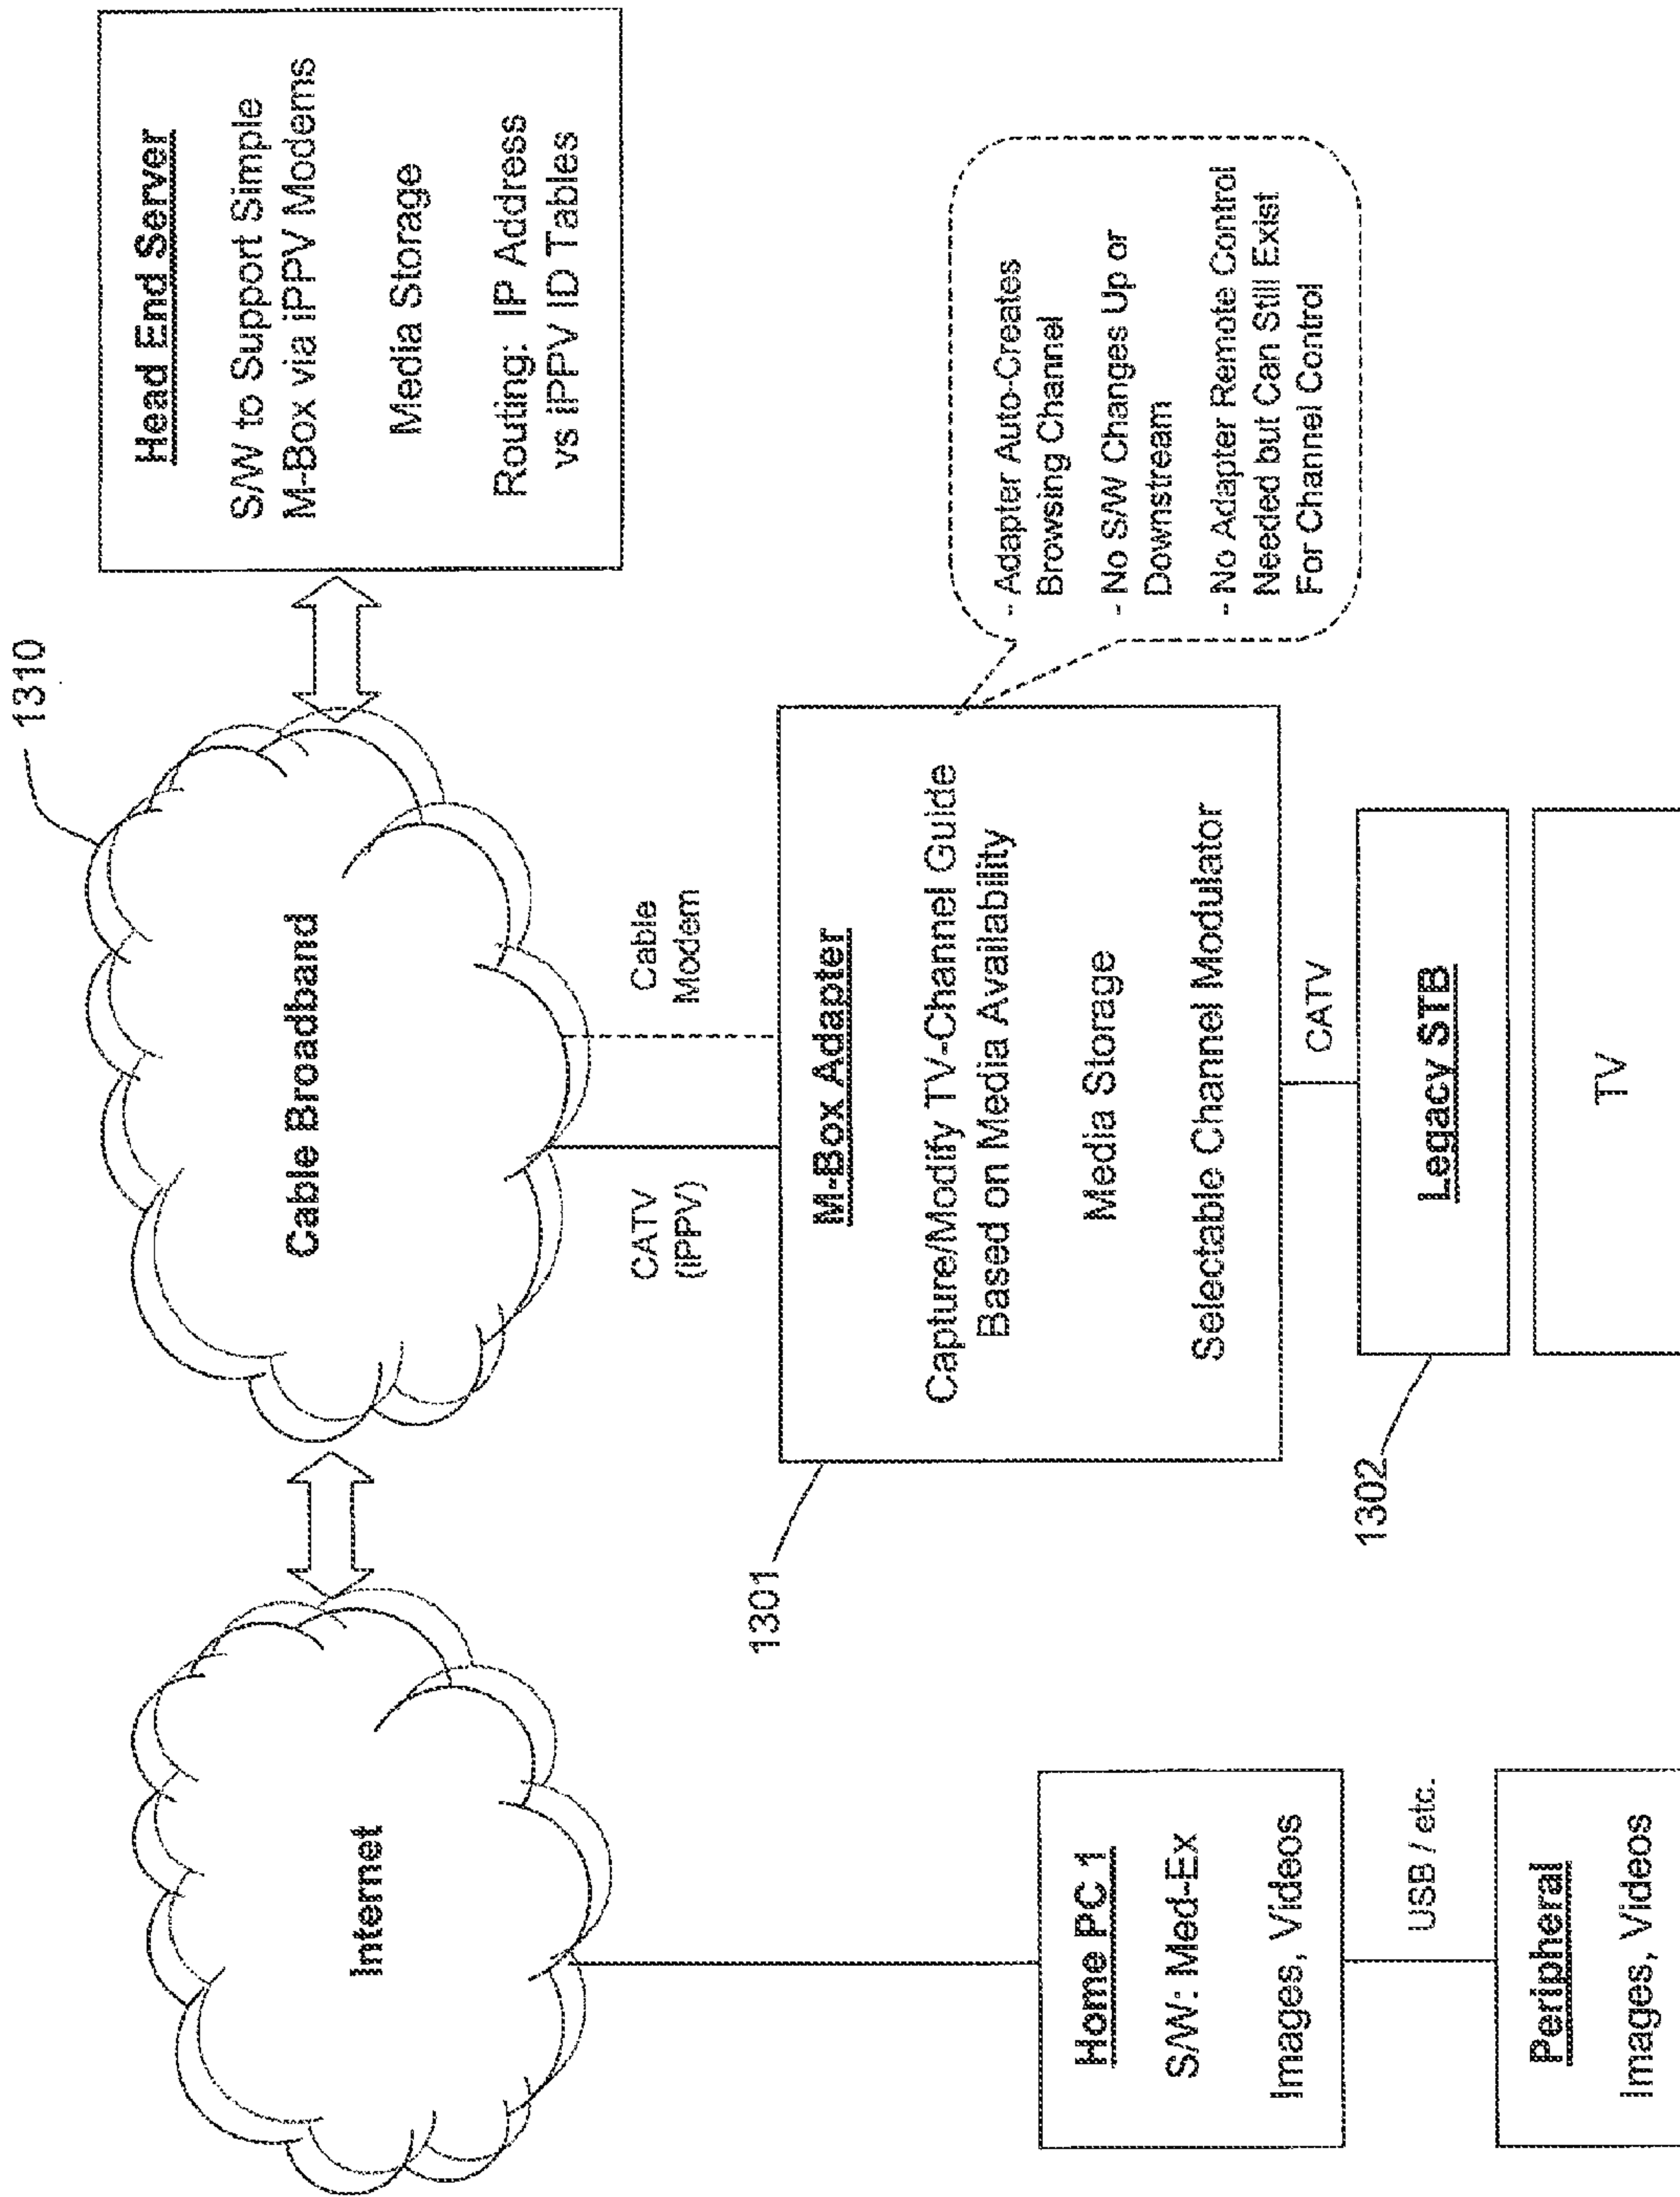 1310
Internet
Cable Broadband
Head End Server
S/W to Support Simple
M-Box via iPPV Modems
Media Storage
Routing: IP Address
vs iPPV ID Tables
CATV
(iPPV)
Cable
Modem
1301
M-Box Adapter
Capture/Modify TV-Channel Guide
Based on Media Availability
Media Storage
Selectable Channel Modulator
- Adapter Auto-Creates
Browsing Channel
- No S/W Changes Up or
Downstream
- No Adapter Remote Control
Needed but Can Still Exist
For Channel Control
Home PC 1
S/W: Med-Ex
Images, Videos
USB / etc.
Peripheral
Images, Videos
CATV
1302
Legacy STB
TV